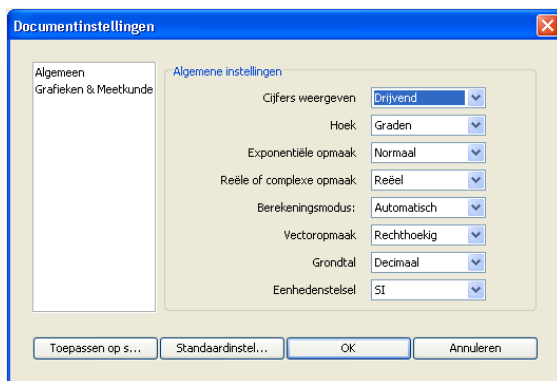 Documentinstellingen
Algemeen
Grafieken & Meetkunde
Algemene instellingen
Cijfers weergeven Drijvend
Hoek Graden
Exponentiële opmaak Normaal
Reële of complexe opmaak Reëel
Berekeningsmodus: Automatisch
Vectoropmaak Rechthoekig
Grondtal Decimaal
Eenhedenstelsel SI
Toepassen op s... Standaardinstel... OK Annuleren